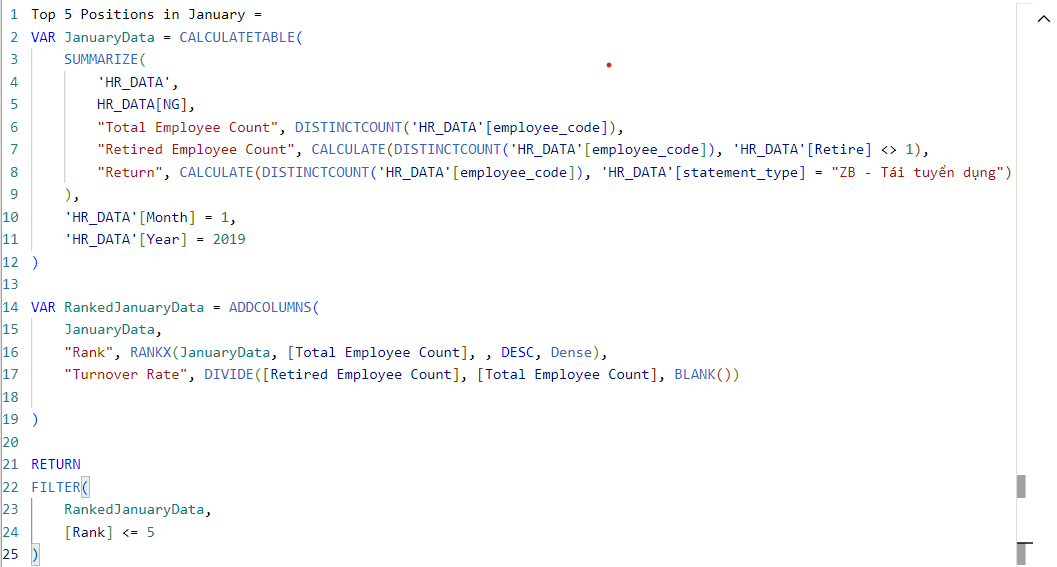 1 Top 5 Positions in January =
2 VAR JanuaryData = CALCULATETABLE(
3 SUMMARIZE(
4 'HR_DATA',
5 HR_DATA[NG],
6 "Total Employee Count", DISTINCTCOUNT('HR_DATA'[employee_code]),
7 "Retired Employee Count", CALCULATE(DISTINCTCOUNT('HR_DATA'[employee_code]), 'HR_DATA'[Retire] <> 1),
8 "Return", CALCULATE(DISTINCTCOUNT('HR_DATA'[employee_code]), 'HR_DATA'[statement_type] = "ZB - Tái tuyển dụng")
9 ),
10 'HR_DATA'[Month] = 1,
11 'HR_DATA'[Year] = 2019
12 )
13
14 VAR RankedJanuaryData = ADDCOLUMNS(
15 JanuaryData,
16 "Rank", RANKX(JanuaryData, [Total Employee Count], , DESC, Dense),
17 "Turnover Rate", DIVIDE([Retired Employee Count], [Total Employee Count], BLANK())
18
19 )
20
21 RETURN
22 FILTER(
23 RankedJanuaryData,
24 [Rank] <= 5
25 )